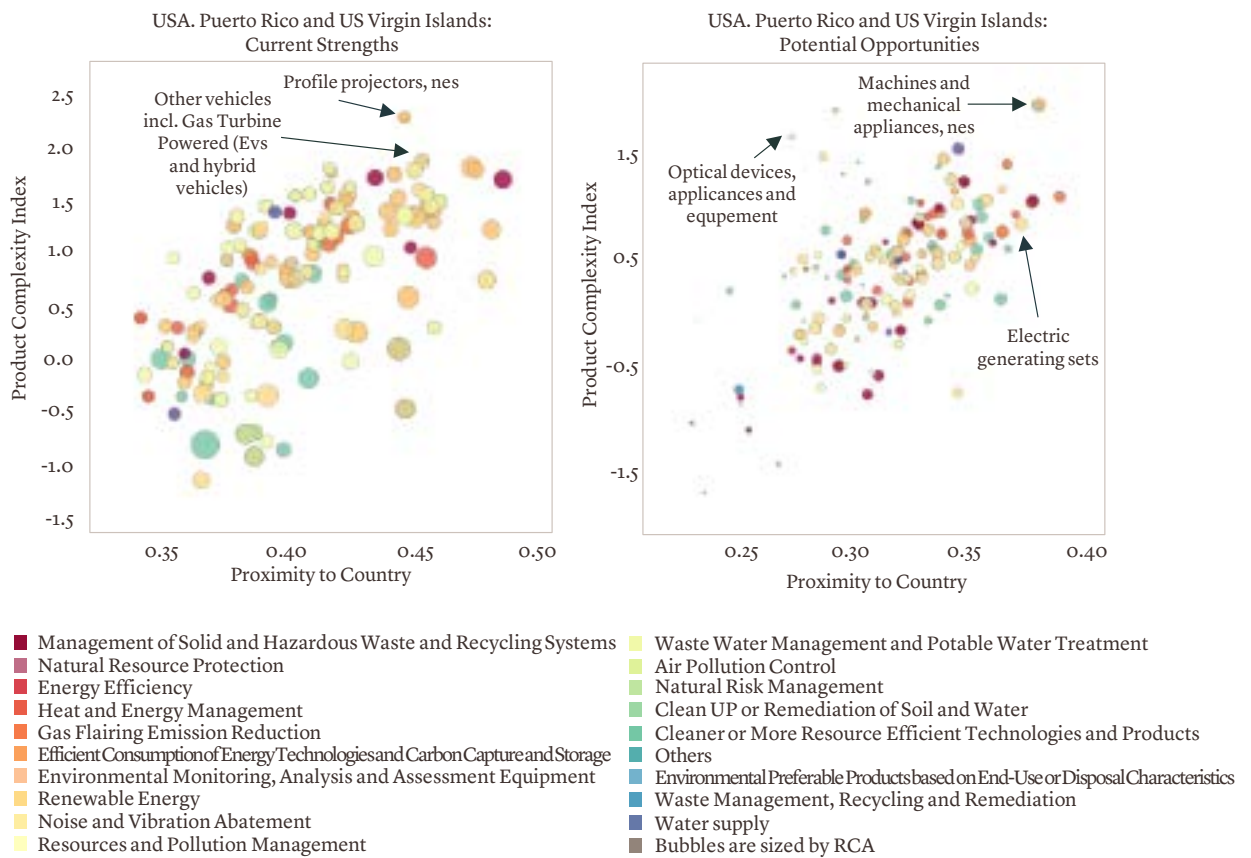 USA. Puerto Rico and US Virgin Islands:
Current Strengths
Profile projectors, nes
Other vehicles
incl. Gas Turbine
Powered (Evs
and hybrid
vehicles)
Product Complexity Index
2.5
2.0
1.5
1.0
0.5
0.0
-0.5
-1.0
-1.5
0.35
0.40
0.45
0.50
Proximity to Country
USA. Puerto Rico and US Virgin Islands:
Potential Opportunities
Machines and
mechanical
appliances, nes
Optical devices,
applicances and
equpement
Electric
generating sets
Product Complexity Index
1.5
0.5
-0.5
-1.5
0.25
0.30
0.35
0.40
Proximity to Country
Management of Solid and Hazardous Waste and Recycling Systems
Natural Resource Protection
Energy Efficiency
Heat and Energy Management
Gas Flairing Emission Reduction
Efficient Consumption of Energy Technologies and Carbon Capture and Storage
Environmental Monitoring, Analysis and Assessment Equipment
Renewable Energy
Noise and Vibration Abatement
Resources and Pollution Management
Waste Water Management and Potable Water Treatment
Air Pollution Control
Natural Risk Management
Clean UP or Remediation of Soil and Water
Cleaner or More Resource Efficient Technologies and Products
Others
Environmental Preferable Products based on End-Use or Disposal Characteristics
Waste Management, Recycling and Remediation
Water supply
Bubbles are sized by RCA